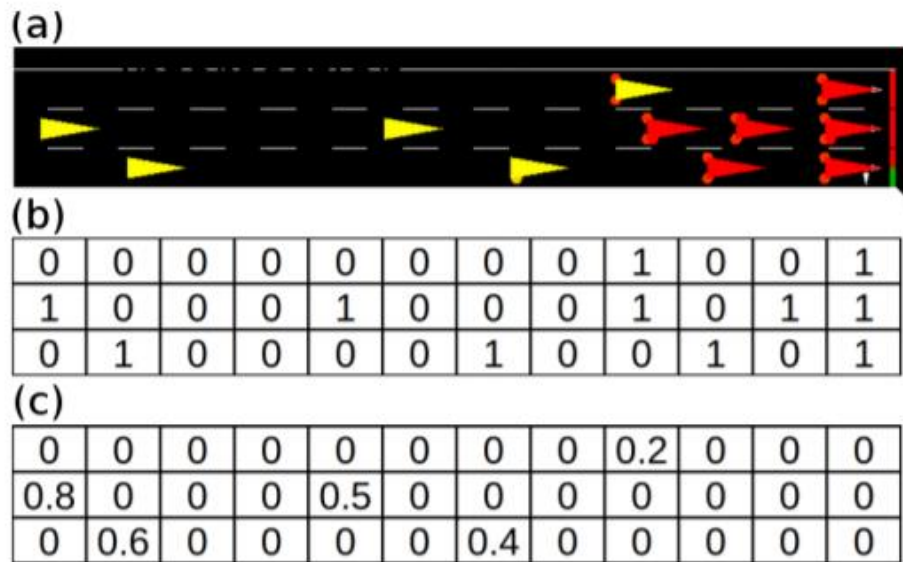 (a)
(b)
0 0 0 0 0 0 0 0 1 0 0 1
1 0 0 0 1 0 0 0 1 0 1 1
0 1 0 0 0 0 1 0 0 1 0 1
(c)
0 0 0 0 0 0 0 0 0.2 0 0 0
0.8 0 0 0 0.5 0 0 0 0 0 0 0
0 0.6 0 0 0 0 0.4 0 0 0 0 0